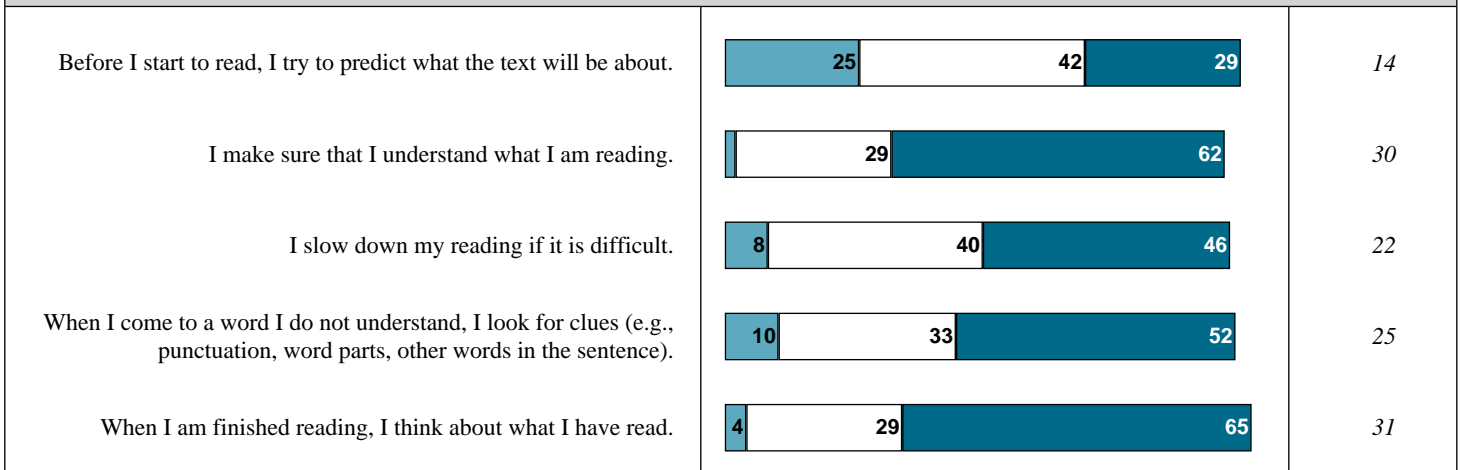 Before I start to read, I try to predict what the text will be about. 25 42 29 14
I make sure that I understand what I am reading. 29 62 30
I slow down my reading if it is difficult. 8 40 46 22
When I come to a word I do not understand, I look for clues (e.g.,
punctuation, word parts, other words in the sentence). 10 33 52 25
When I am finished reading, I think about what I have read. 4 29 65 31